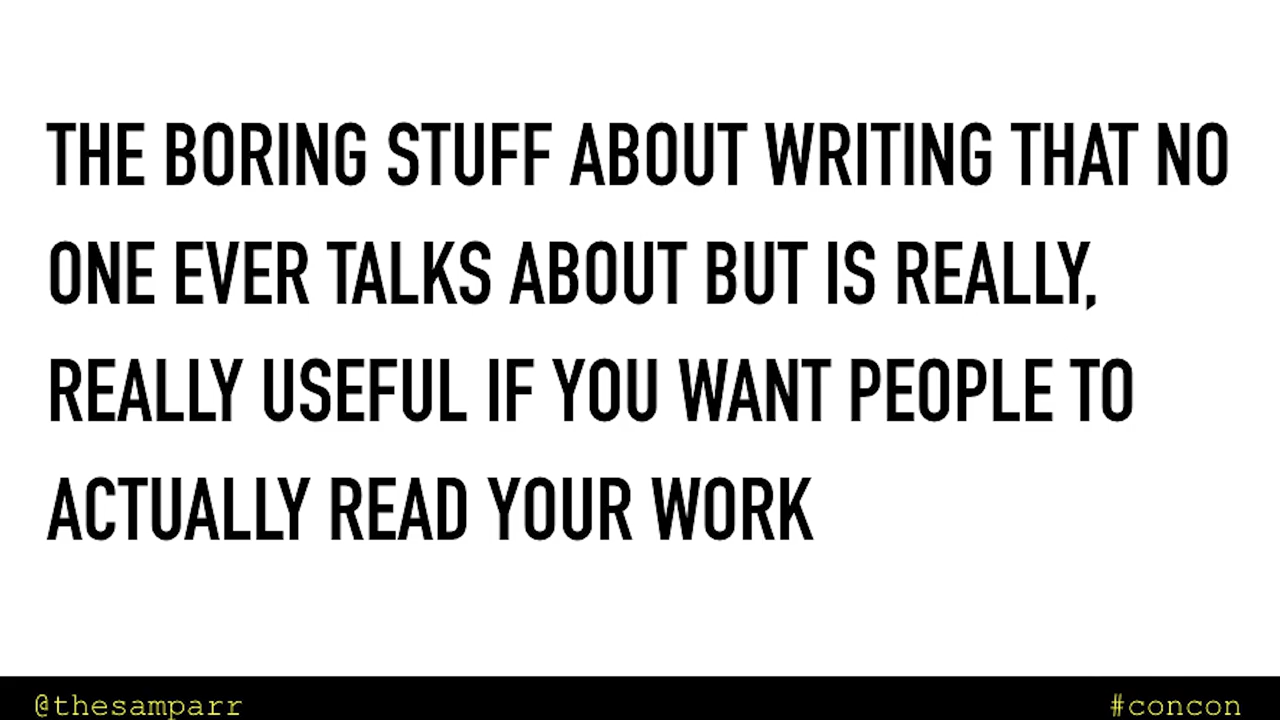 THE BORING STUFF ABOUT WRITING THAT NO
ONE EVER TALKS ABOUT BUT IS REALLY,
REALLY USEFUL IF YOU WANT PEOPLE TO
ACTUALLY READ YOUR WORK
@thesamparr
#concon